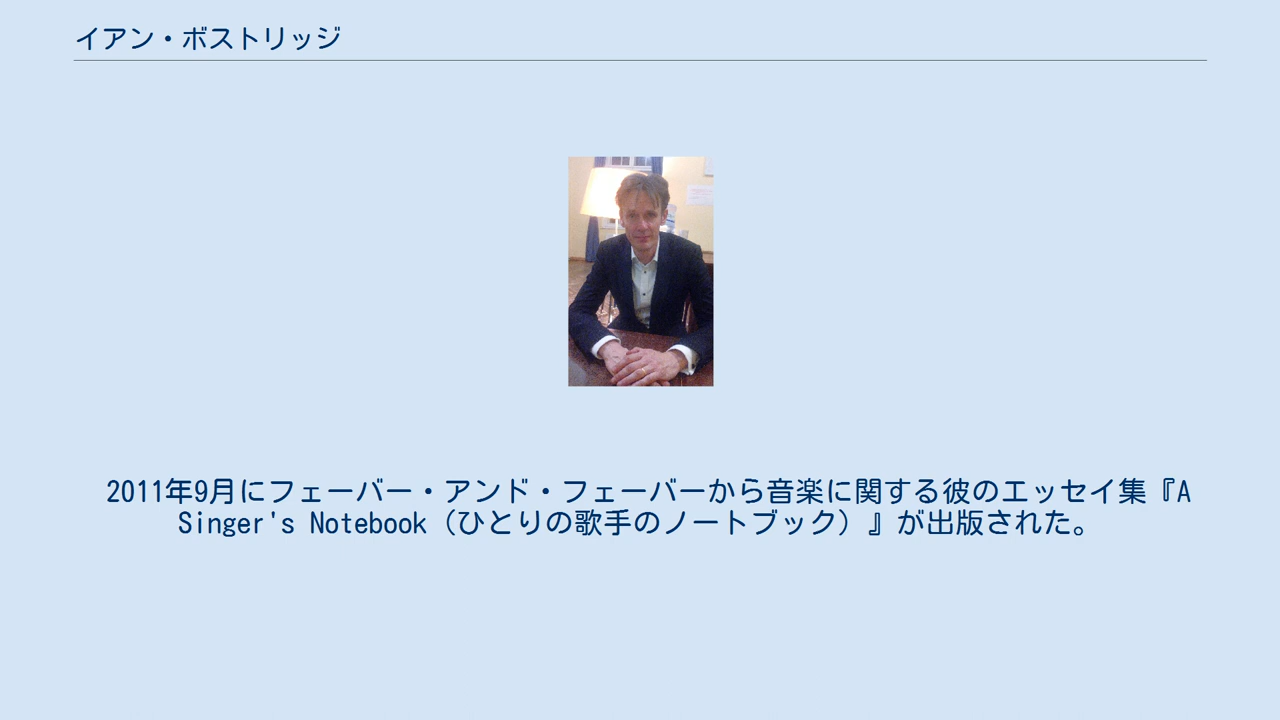 イアン・ボストリッジ
2011年9月にフェーバー・アンド・フェーバーから音楽に関する彼のエッセイ集『A
Singer's Notebook（ひとりの歌手のノートブック）』が出版された。